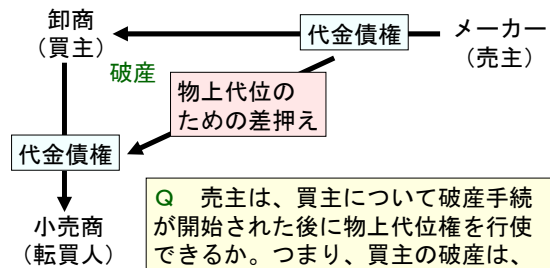 卸商
（買主）
代金債権
メーカー
（売主）
破産
物上代位の
ための差押え
代金債権
小売商
（転買人）
Ｑ　売主は、買主について破産手続
が開始された後に物上代位権を行使
できるか。つまり、買主の破産は、